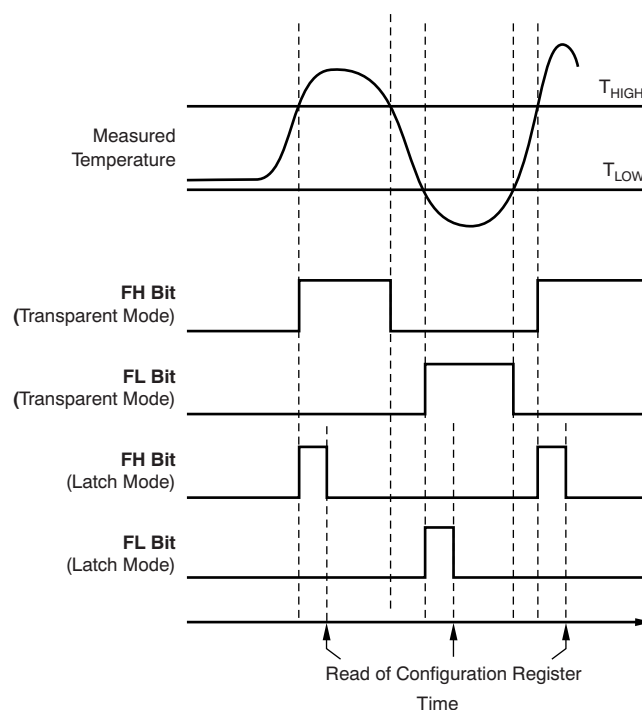 T_HIGH
Measured
Temperature
T_LOW
FH Bit
(Transparent Mode)
FL Bit
(Transparent Mode)
FH Bit
(Latch Mode)
FL Bit
(Latch Mode)
Read of Configuration Register
Time